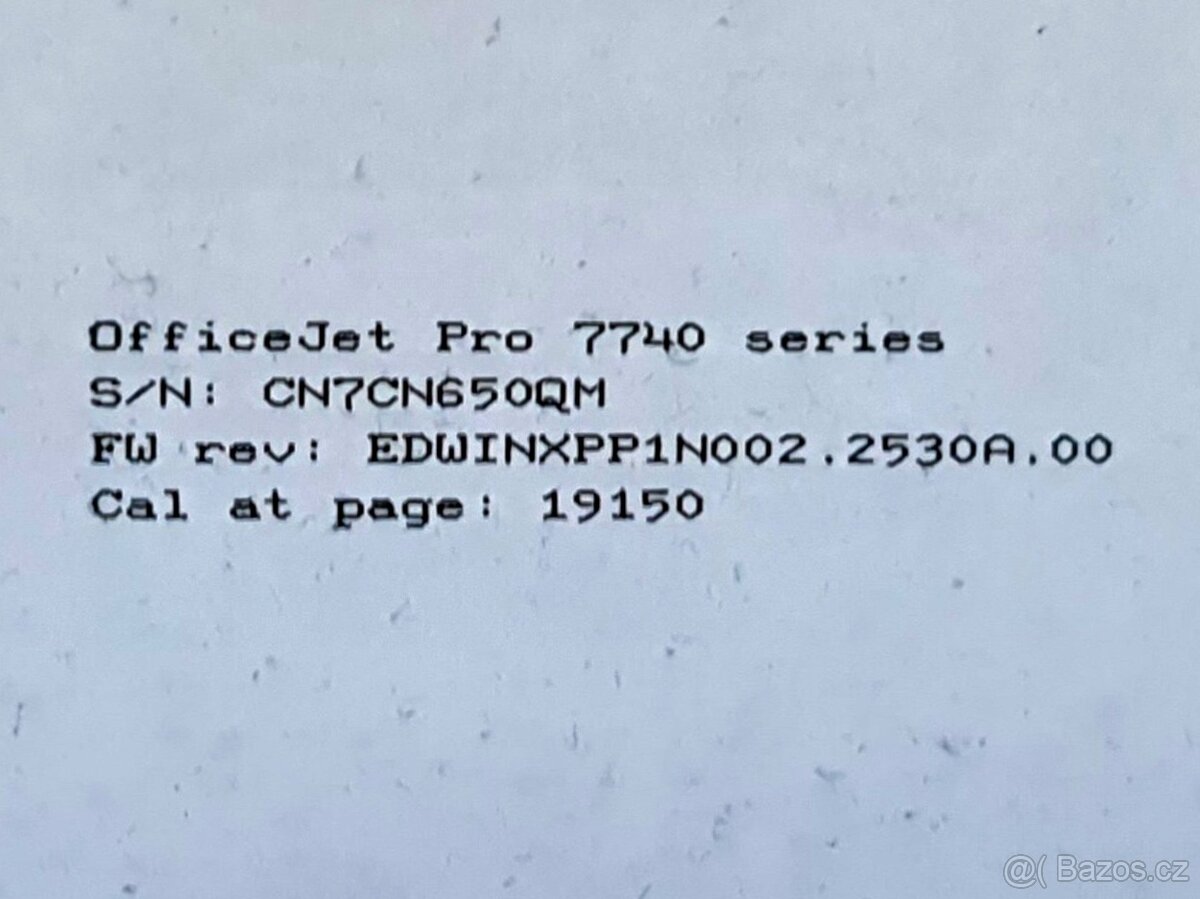 OfficeJet Pro 7740 series
S/N: CN7CN650QM
FW rev: EDWINXPP1N002.2530A.00
Cal at page: 19150
@( Bazos.cz